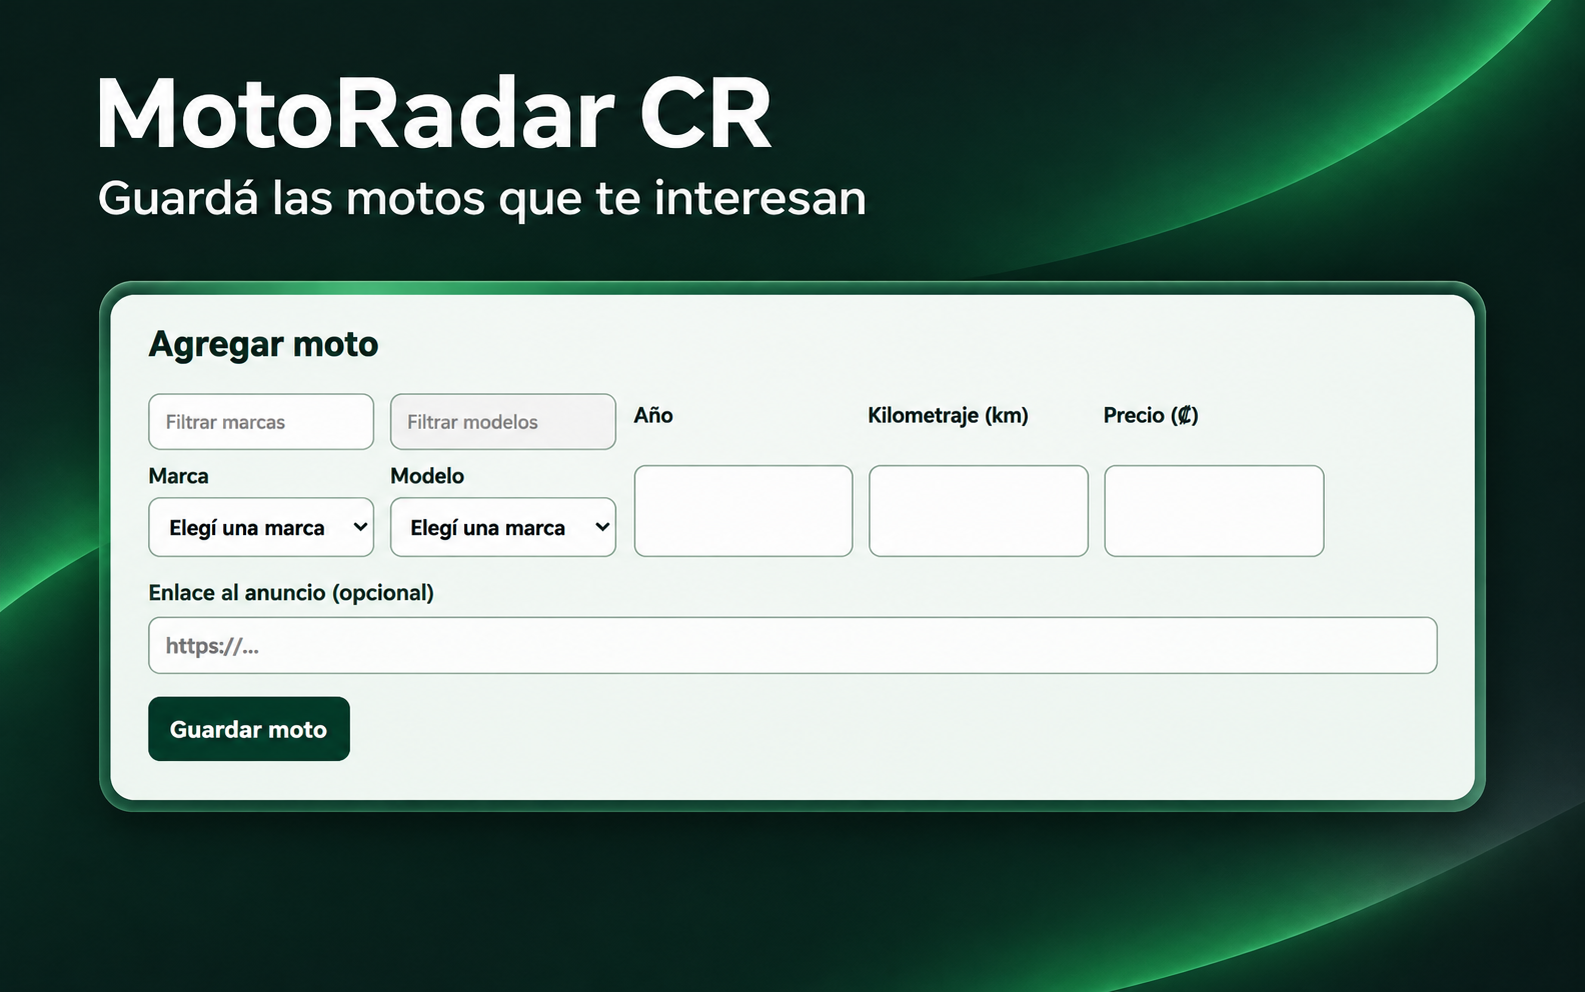 MotoRadar CR
Guardá las motos que te interesan
Agregar moto
Filtrar marcas
Filtrar modelos
Año
Kilometraje (km)
Precio (₡)
Marca
Modelo
Elegí una marca
Elegí una marca
Enlace al anuncio (opcional)
https://...
Guardar moto